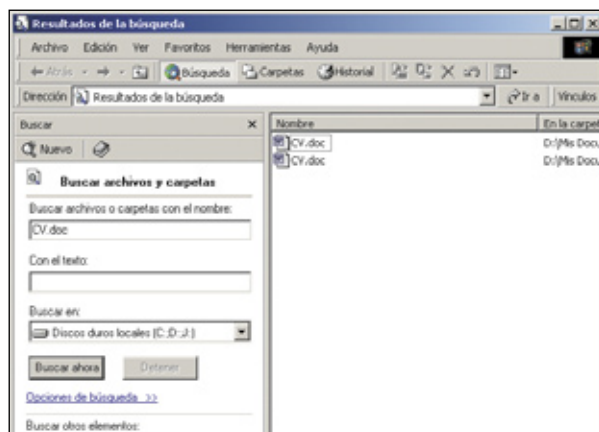 Resultados de la búsqueda
Archivo Edición Ver Favoritos Herramientas Ayuda
Atrás Búsqueda Carpetas Historial
Dirección Resultados de la búsqueda Ir a Vínculos
Buscar
Nuevo
Buscar archivos y carpetas
Buscar archivos o carpetas con el nombre:
CV.doc
Con el texto:
Buscar en:
Discos duros locales (C:;D:;J:)
Buscar ahora Detener
Opciones de búsqueda >>
Buscar otros elementos:
Nombre En la carpet
CV.doc D:\Mis Docu
CV.doc D:\Mis Docu